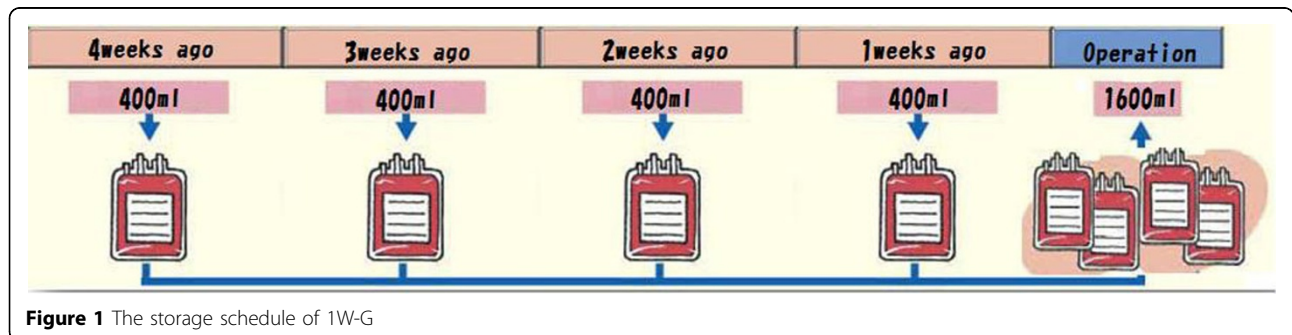 4weeks ago 3weeks ago 2weeks ago 1weeks ago Operation
400ml 400ml 400ml 400ml 1600ml
Figure 1 The storage schedule of 1W-G